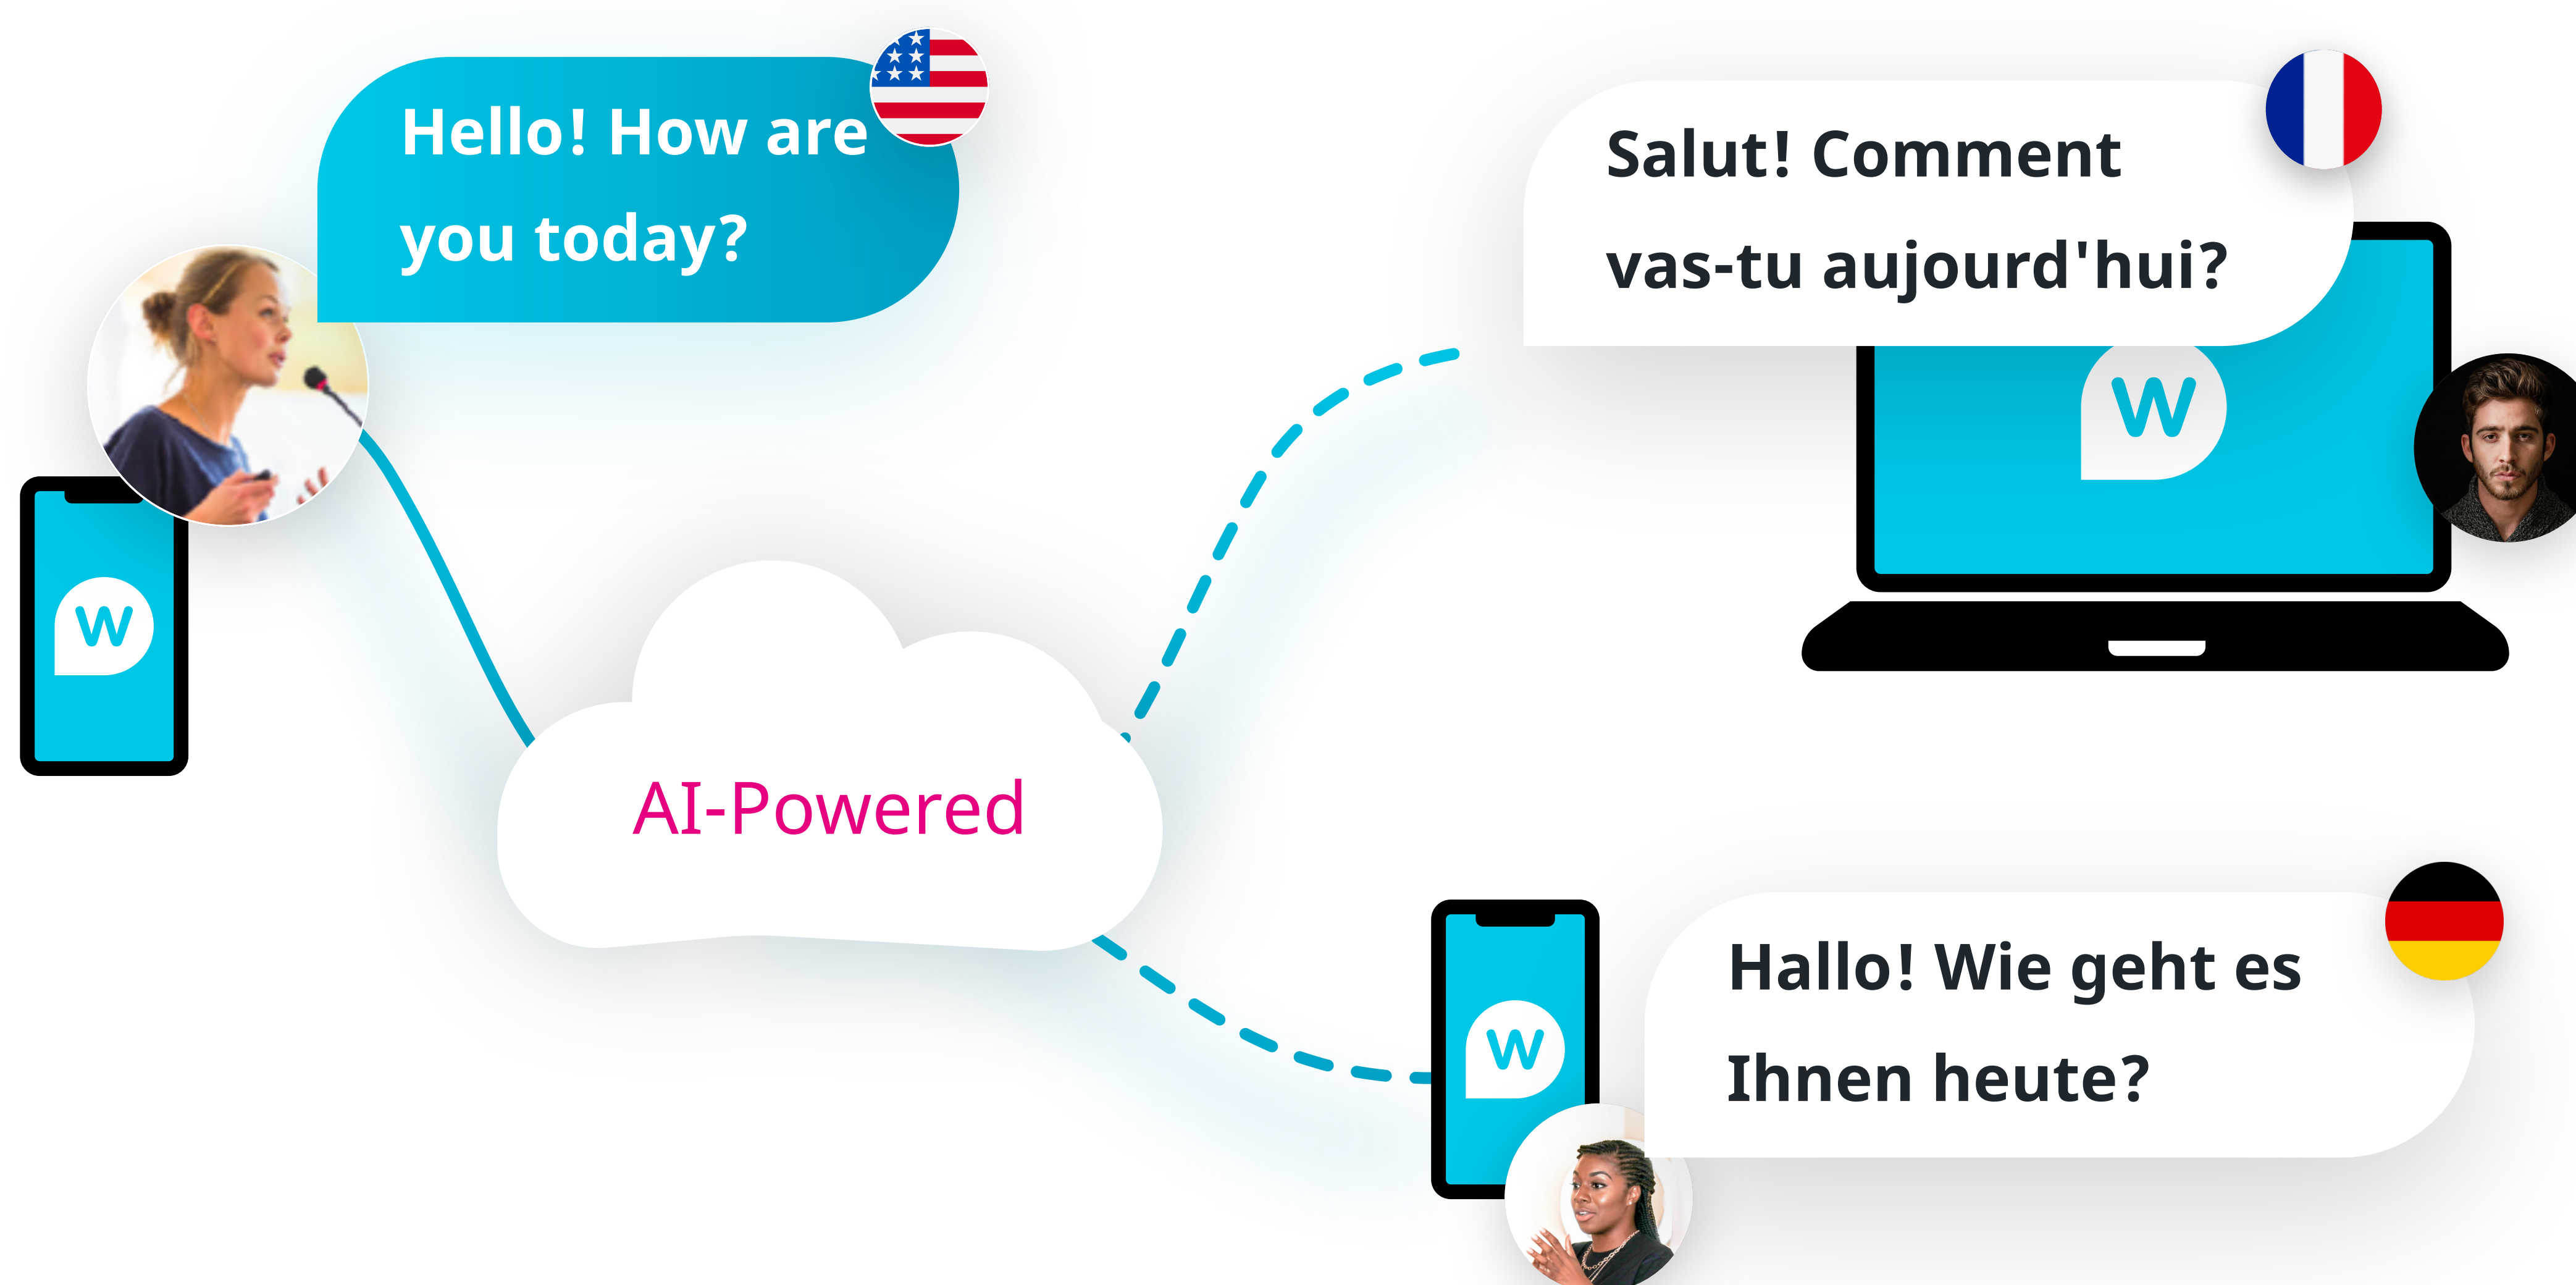 Hello! How are
you today?
Salut! Comment
vas-tu aujourd'hui?
W
W
AI-Powered
Hallo! Wie geht es
Ihnen heute?
W